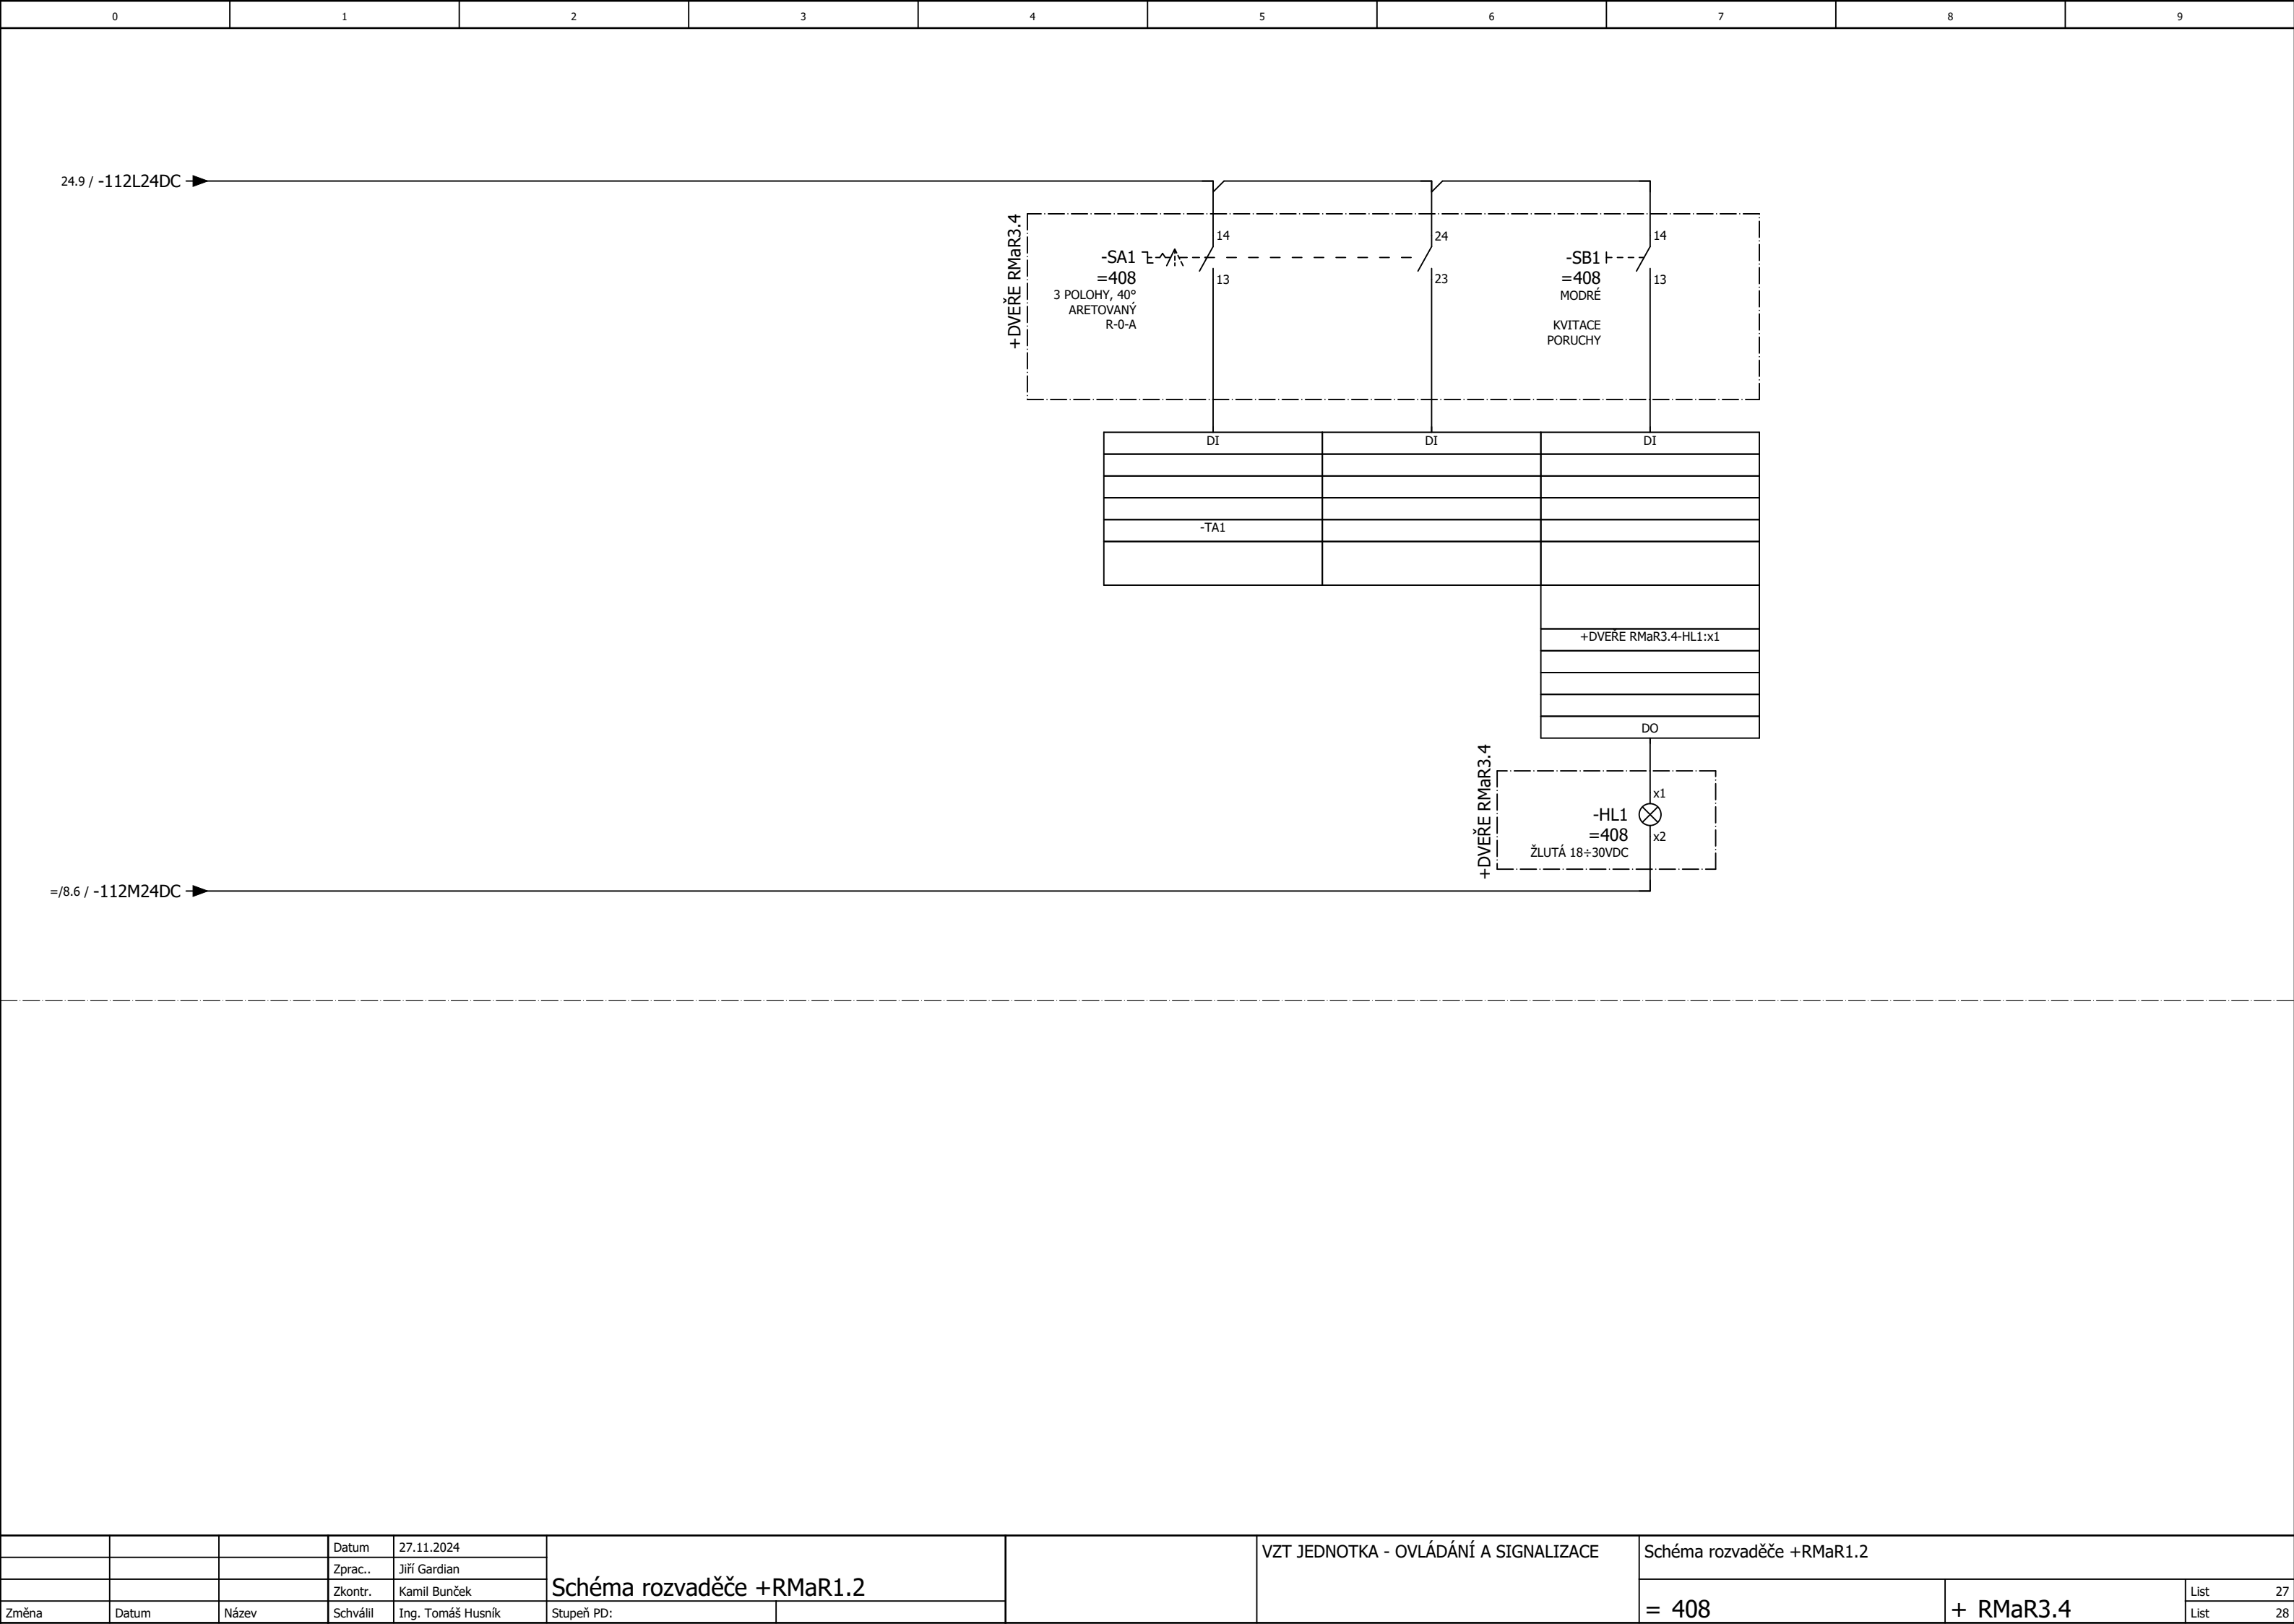 0 1 2 3 4 5 6 7 8 9
24.9 / -112L24DC
+DVEŘE RMaR3.4
-SA1
=408
3 POLOHY, 40°
ARETOVANÝ
R-0-A
14
13
24
23
-SB1
=408
MODRÉ
KVITACE
PORUCHY
14
13
DI DI DI
-TA1
+DVEŘE RMaR3.4-HL1:x1
DO
+DVEŘE RMaR3.4
-HL1
=408
ŽLUTÁ 18÷30VDC
x1
x2
=/8.6 / -112M24DC
Datum 27.11.2024
Zprac.. Jiří Gardian
Zkontr. Kamil Bunček
Změna Datum Název Schválil Ing. Tomáš Husník
Schéma rozvaděče +RMaR1.2
Stupeň PD:
VZT JEDNOTKA - OVLÁDÁNÍ A SIGNALIZACE
Schéma rozvaděče +RMaR1.2
= 408
+ RMaR3.4
List 27
List 28